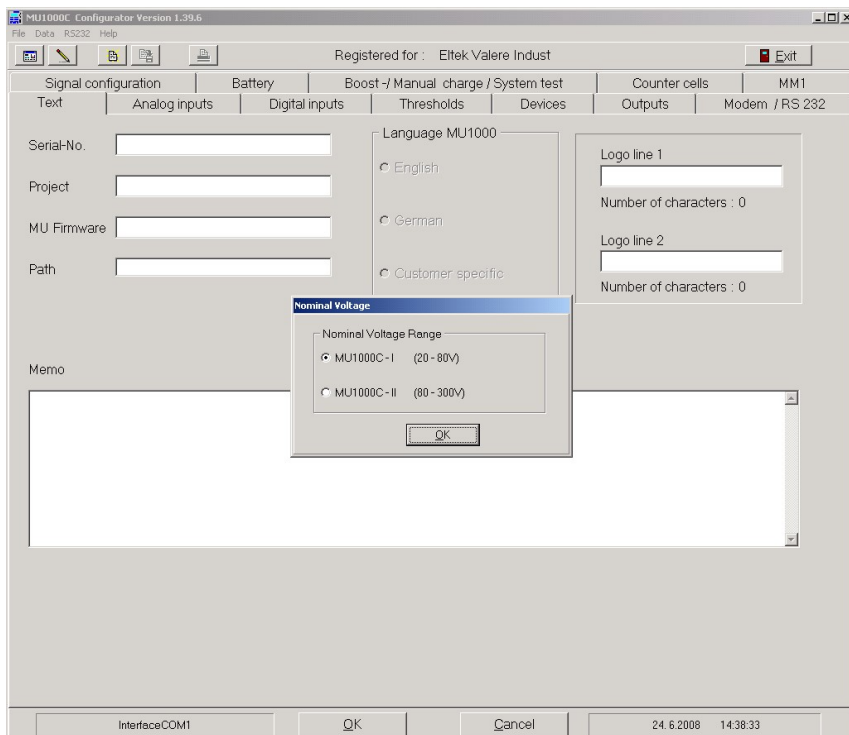 MU1000C Configurator Version 1.39.6
File Data RS232 Help
Registered for : Eltek Valere Indust
Exit
Signal configuration Battery Boost -/ Manual charge / System test Counter cells MM1
Text Analog inputs Digital inputs Thresholds Devices Outputs Modem / RS 232
Serial-No.
Project
MU Firmware
Path
Language MU1000
English
German
Customer specific
Logo line 1
Number of characters : 0
Logo line 2
Number of characters : 0
Nominal Voltage
Nominal Voltage Range
MU1000C - I (20 - 80V)
MU1000C - II (80 - 300V)
OK
Memo
InterfaceCOM1 OK Cancel 24. 6.2008 14:38:33